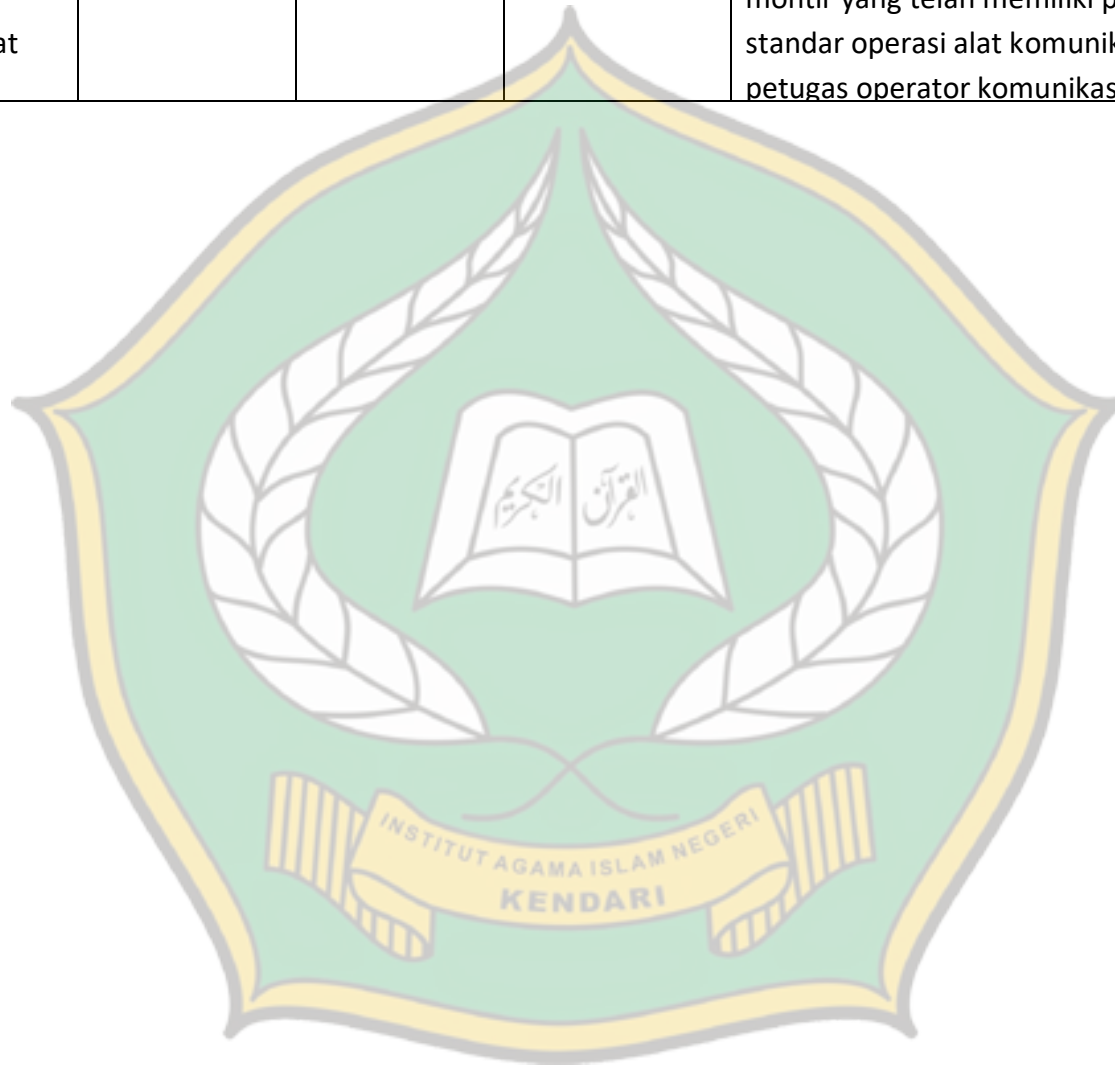 montir yang telah memiliki p
at
standar operasi alat komunik
petugas operator komunikas
القرآن الكريم
INSTITUT AGAMA ISLAM NEGERI
KENDARI